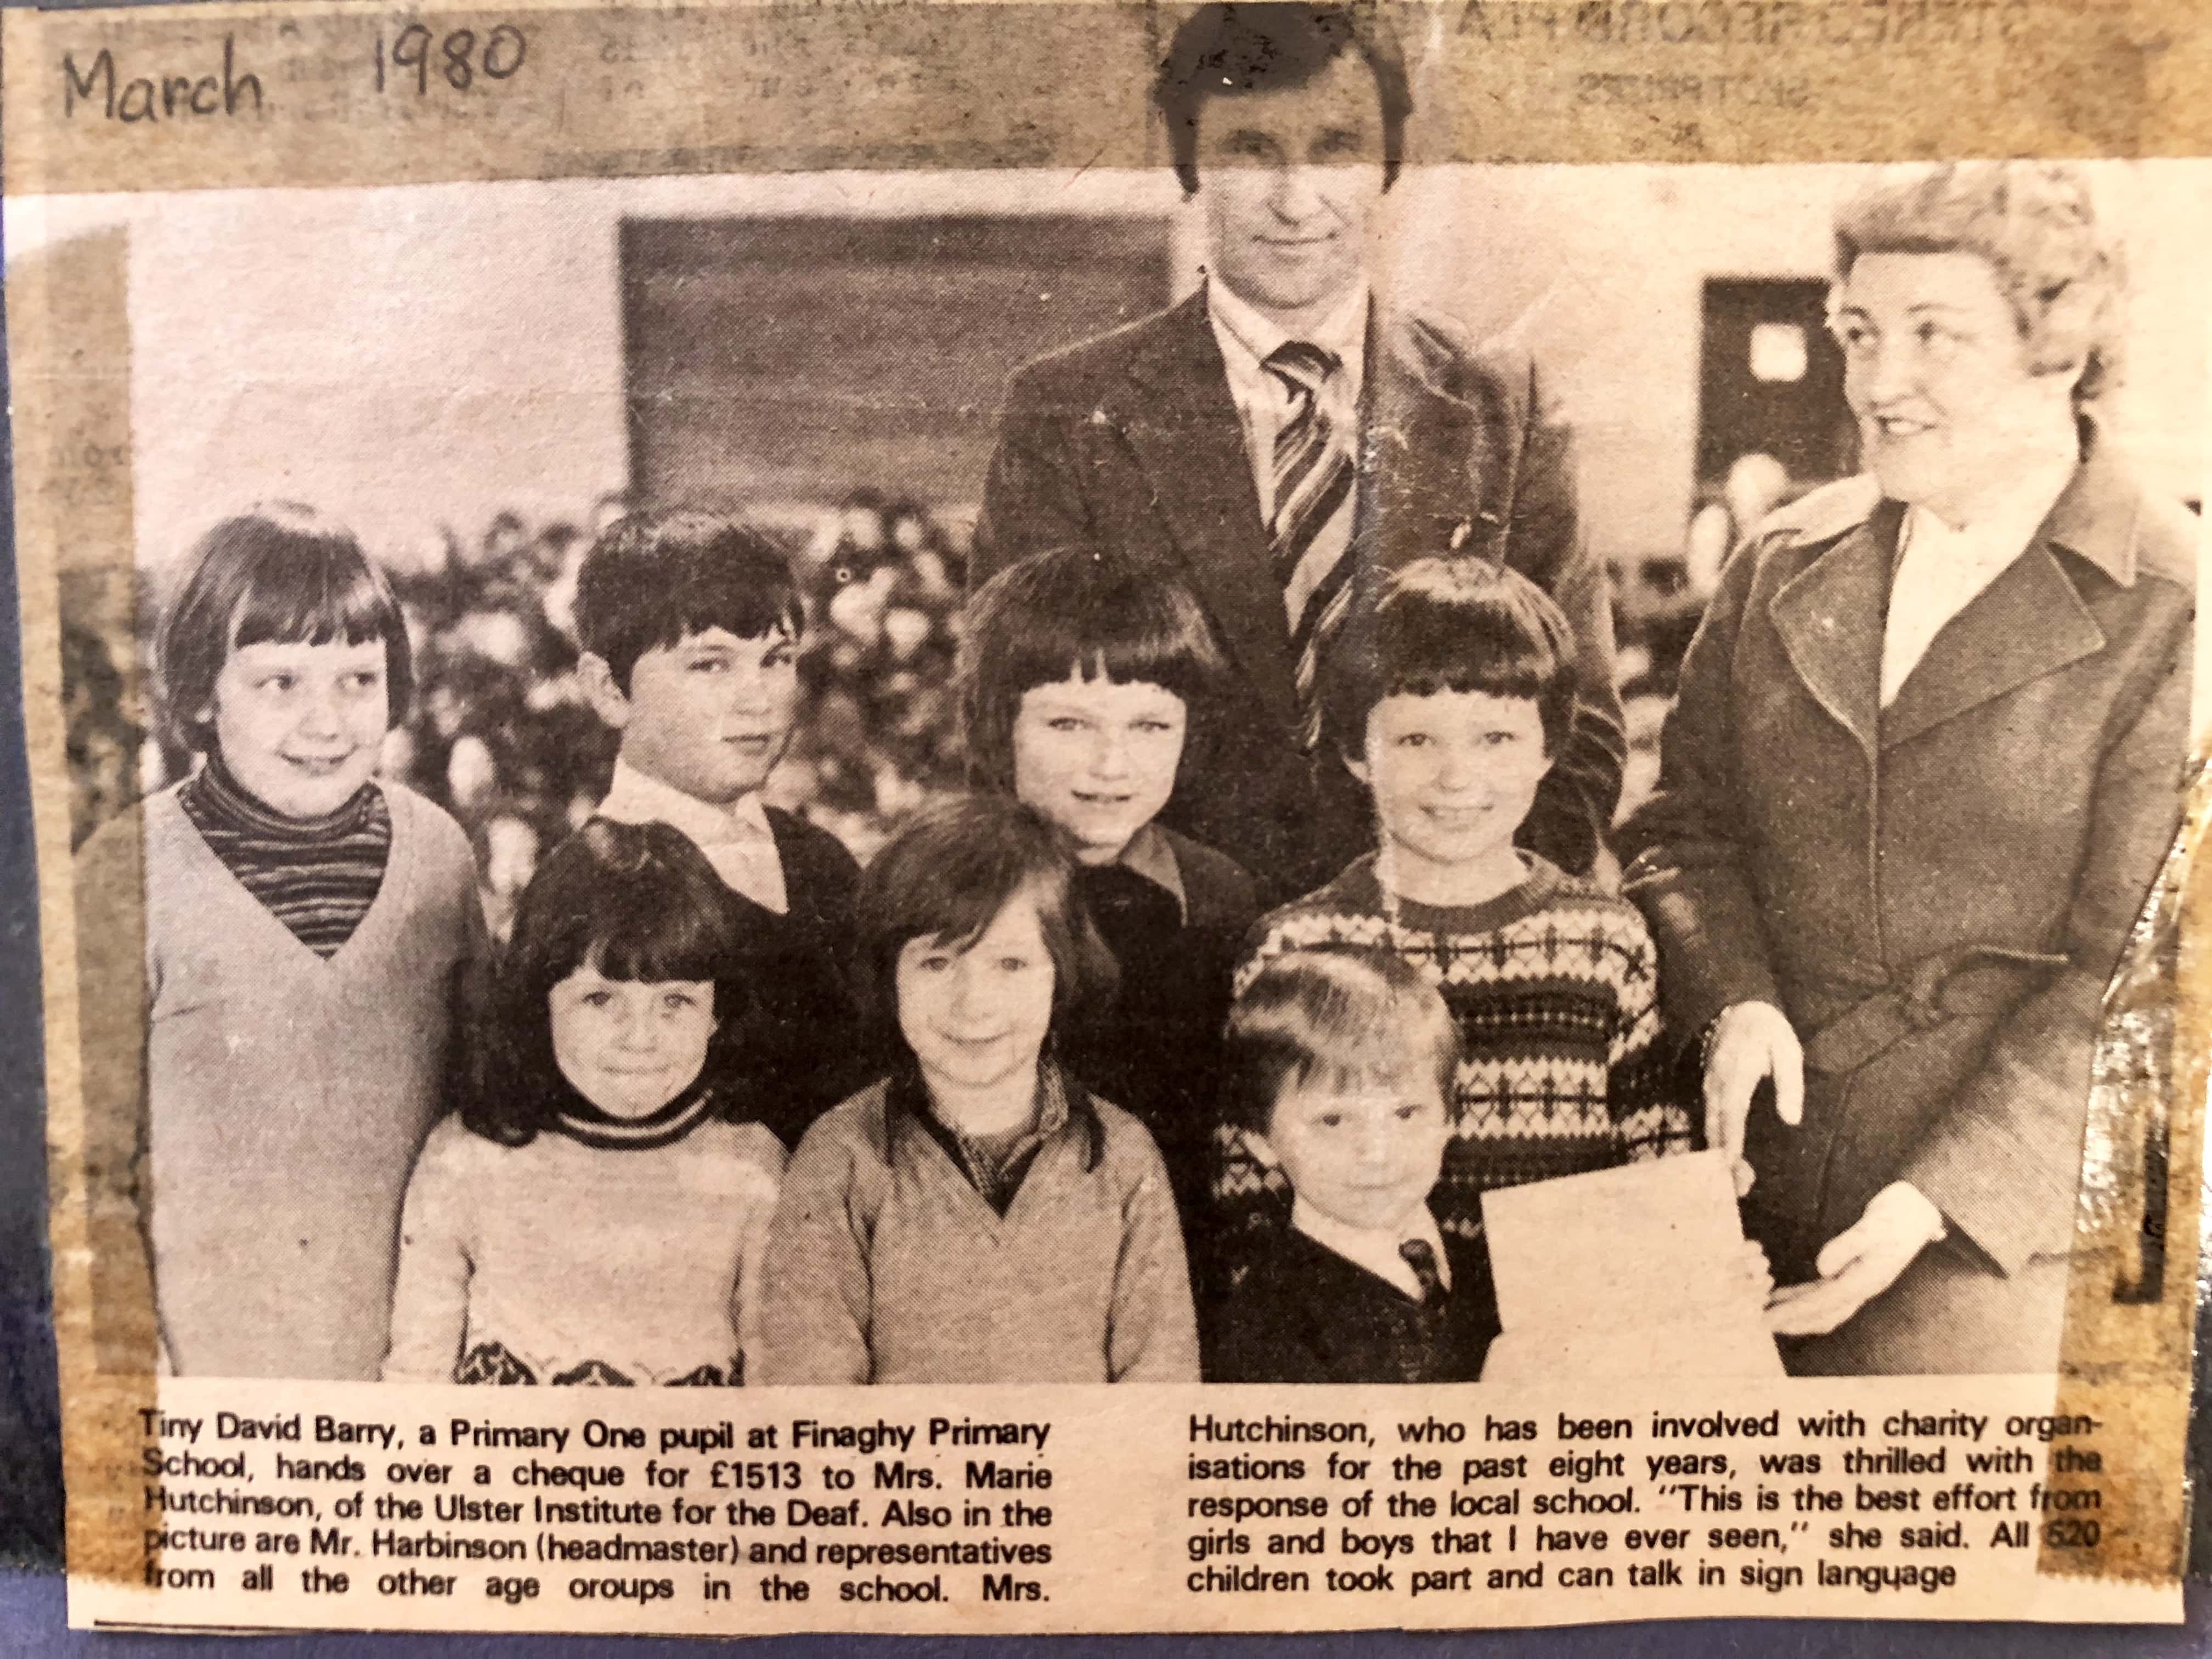 March 1980
Tiny David Barry, a Primary One pupil at Finaghy Primary
School, hands over a cheque for £1513 to Mrs. Marie
Hutchinson, of the Ulster Institute for the Deaf. Also in the
picture are Mr. Harbinson (headmaster) and representatives
from all the other age oroups in the school. Mrs.
Hutchinson, who has been involved with charity organ-
isations for the past eight years, was thrilled with the
response of the local school. "This is the best effort from
girls and boys that I have ever seen," she said. All 520
children took part and can talk in sign language